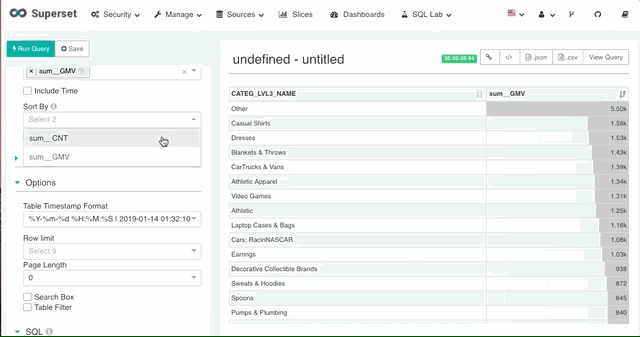 Superset Security Manage Sources Slices Dashboards SQL Lab
Run Query Save
× sum__GMV
Include Time
Sort By
Select 2
sum__CNT
sum__GMV
Options
Table Timestamp Format
%Y-%m-%d %H:%M:%S | 2019-01-14 01:32:10
Row limit
Select 9
Page Length
0
Search Box
Table Filter
SQL
undefined - untitled
00:00:00.84 .json .csv View Query
CATEG_LVL3_NAME sum__GMV
Other 5.50k
Casual Shirts 1.58k
Dresses 1.53k
Blankets & Throws 1.43k
CarTrucks & Vans 1.39k
Athletic Apparel 1.34k
Video Games 1.31k
Athletic 1.25k
Laptop Cases & Bags 1.16k
Cars: RacinNASCAR 1.08k
Earrings 1.03k
Decorative Collectible Brands 938
Sweats & Hoodies 872
Spoons 845
Pumps & Plumbing 840